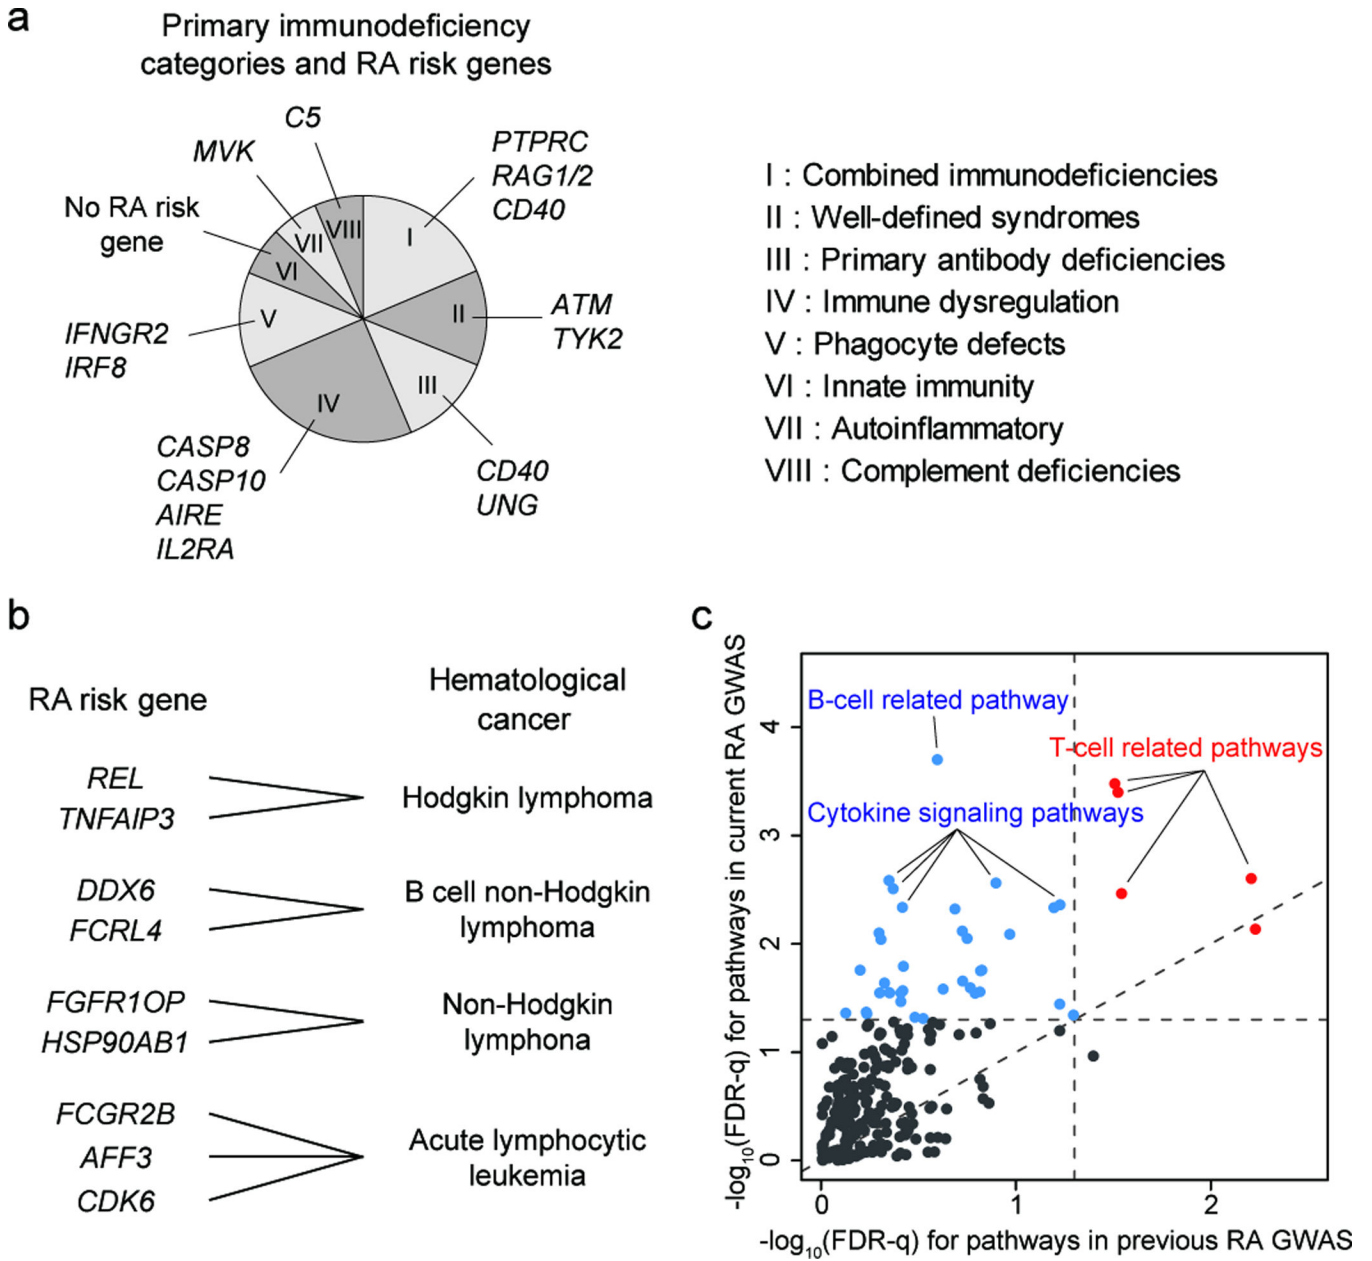 a
Primary immunodeficiency
categories and RA risk genes
C5
MVK
No RA risk
gene
PTPRC
RAG1/2
CD40
ATM
TYK2
CD40
UNG
CASP8
CASP10
AIRE
IL2RA
IFNGR2
IRF8
I
II
III
IV
V
VI
VII
VIII
I : Combined immunodeficiencies
II : Well-defined syndromes
III : Primary antibody deficiencies
IV : Immune dysregulation
V : Phagocyte defects
VI : Innate immunity
VII : Autoinflammatory
VIII : Complement deficiencies
b
RA risk gene
Hematological
cancer
REL
TNFAIP3
Hodgkin lymphoma
DDX6
FCRL4
B cell non-Hodgkin
lymphoma
FGFR1OP
HSP90AB1
Non-Hodgkin
lymphona
FCGR2B
AFF3
CDK6
Acute lymphocytic
leukemia
c
-log10(FDR-q) for pathways in current RA GWAS
4
3
2
1
0
B-cell related pathway
T-cell related pathways
Cytokine signaling pathways
0
1
2
-log10(FDR-q) for pathways in previous RA GWAS